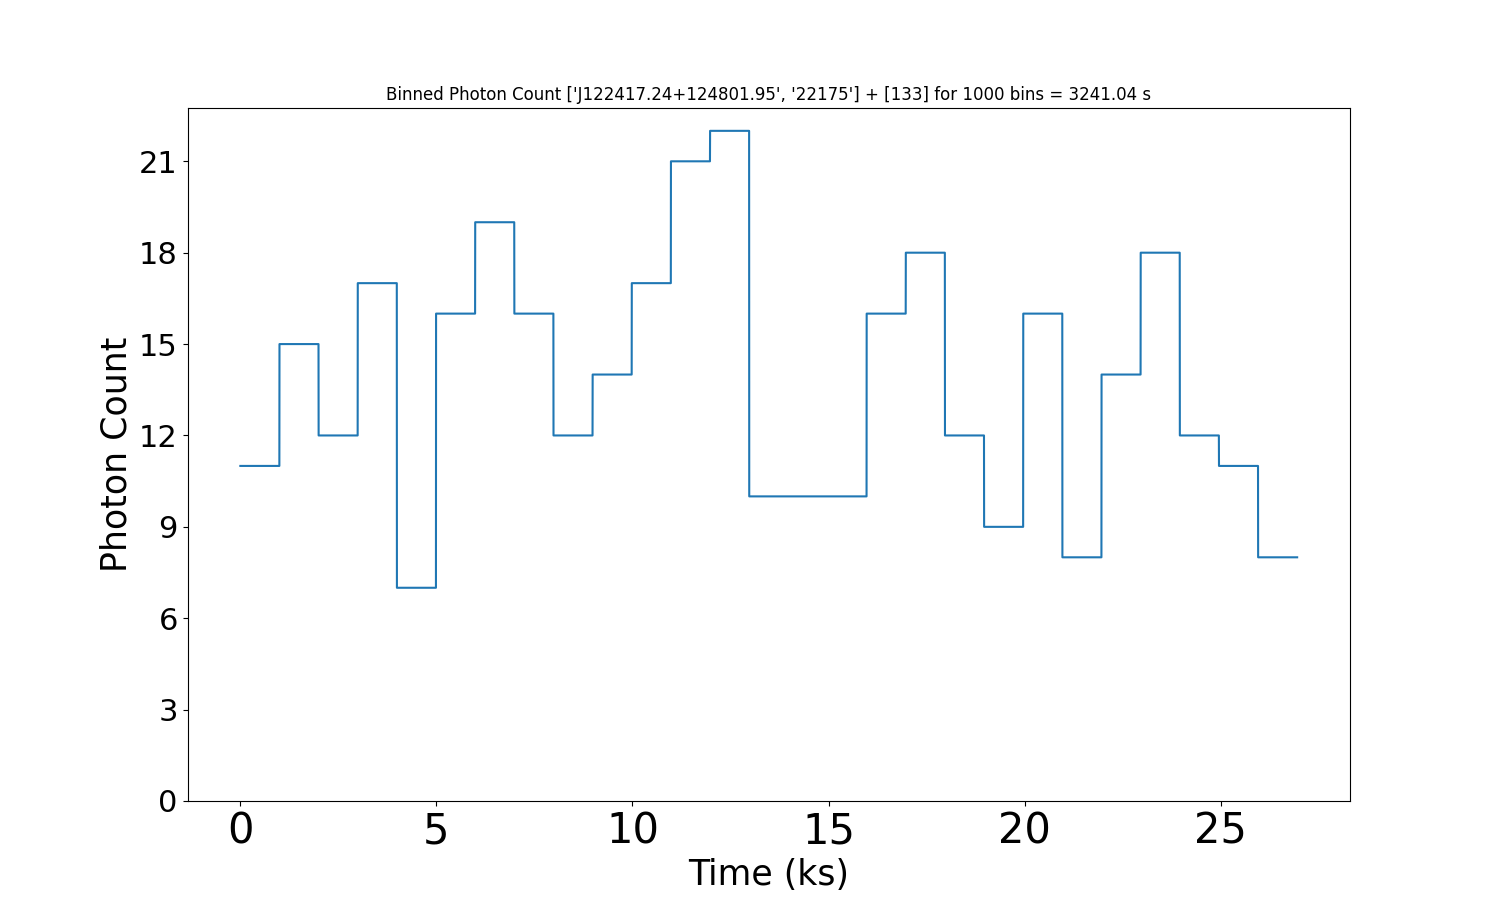 Binned Photon Count ['J122417.24+124801.95', '22175'] + [133] for 1000 bins = 3241.04 s
21
18
15
12
9
6
3
0
Photon Count
0 5 10 15 20 25
Time (ks)